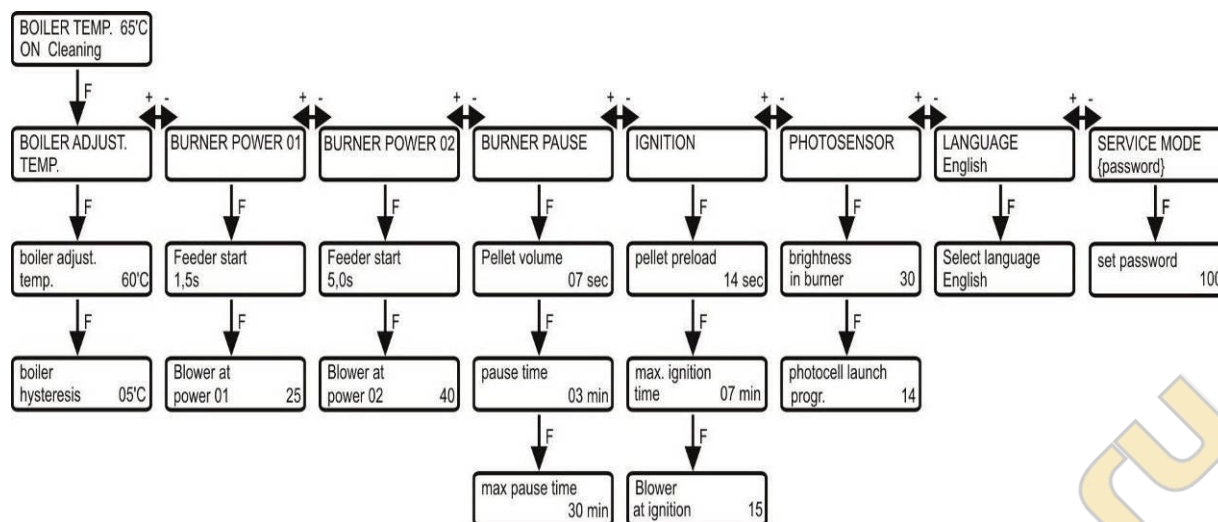 BOILER TEMP. 65'C
ON Cleaning
F
+ -
+ -
+ -
+ -
+ -
+ -
+ -
BOILER ADJUST.
TEMP.
BURNER POWER 01
BURNER POWER 02
BURNER PAUSE
IGNITION
PHOTOSENSOR
LANGUAGE
English
SERVICE MODE
{password}
F
F
F
F
F
F
F
F
boiler adjust.
temp. 60'C
Feeder start
1,5s
Feeder start
5,0s
Pellet volume
07 sec
pellet preload
14 sec
brightness
in burner 30
Select language
English
set password
100
F
F
F
F
F
F
boiler
hysteresis 05'C
Blower at
power 01 25
Blower at
power 02 40
pause time
03 min
max. ignition
time 07 min
photocell launch
progr. 14
F
F
max pause time
30 min
Blower
at ignition 15
ru